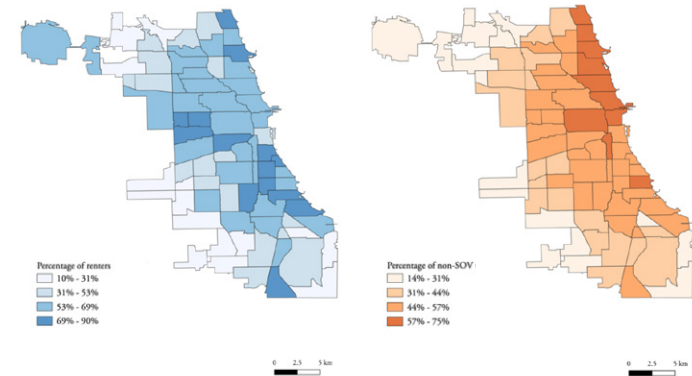 Percentage of renters
10% - 31%
31% - 53%
53% - 69%
69% - 90%
0 2.5 5 km
Percentage of non-SOV
14% - 31%
31% - 44%
44% - 57%
57% - 75%
0 2.5 5 km